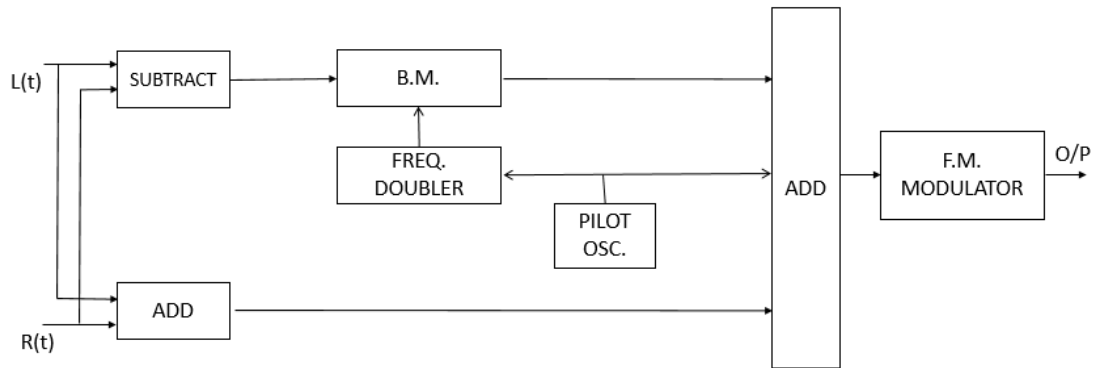 L(t)
SUBTRACT
B.M.
FREQ.
DOUBLER
PILOT
OSC.
ADD
R(t)
ADD
F.M.
MODULATOR
O/P